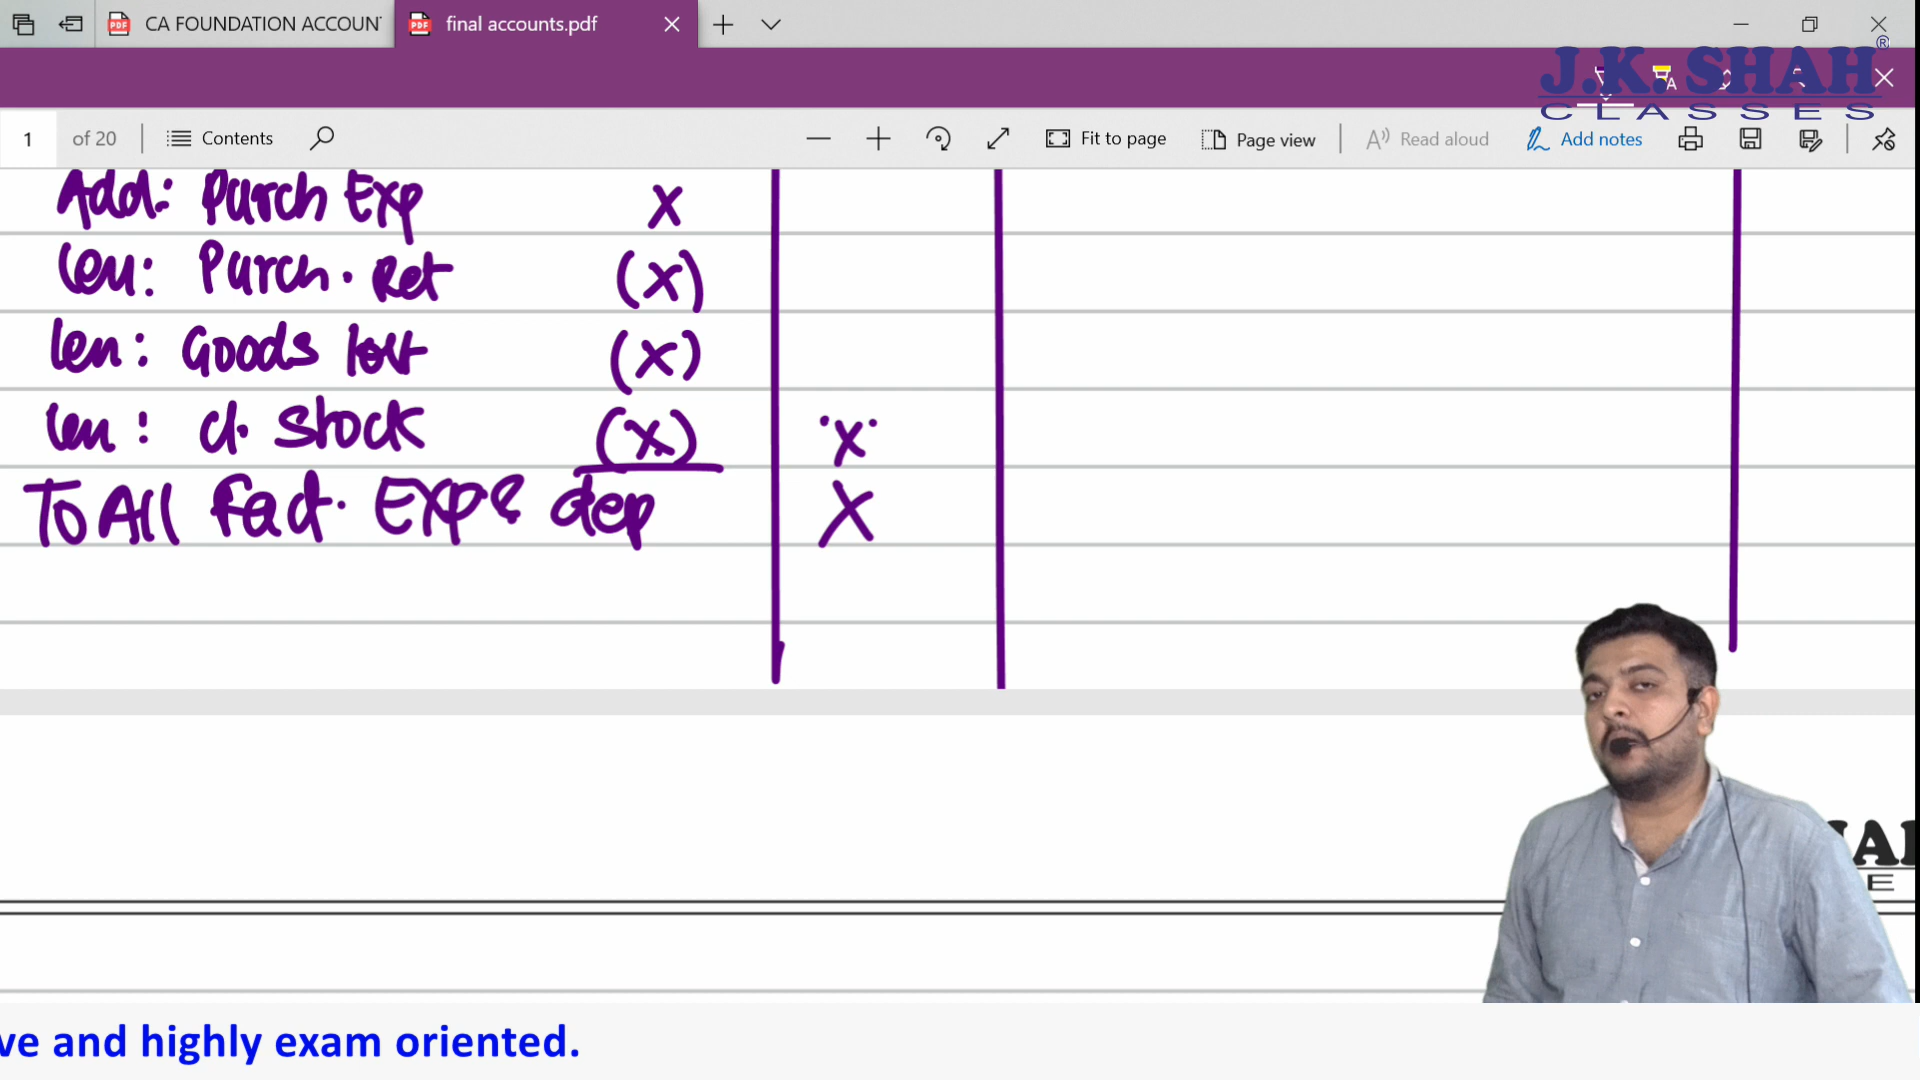 CA FOUNDATION ACCOUN
final accounts.pdf
J.K. SHAH®
CLASSES
1 of 20 Contents Fit to page Page view Read aloud Add notes
Add: Purch Exp X
Less: Purch. Ret (X)
Less: Goods lost (X)
Less: Cl. Stock (X) X
To All Fact. Exp & dep X
AH
E
ve and highly exam oriented.